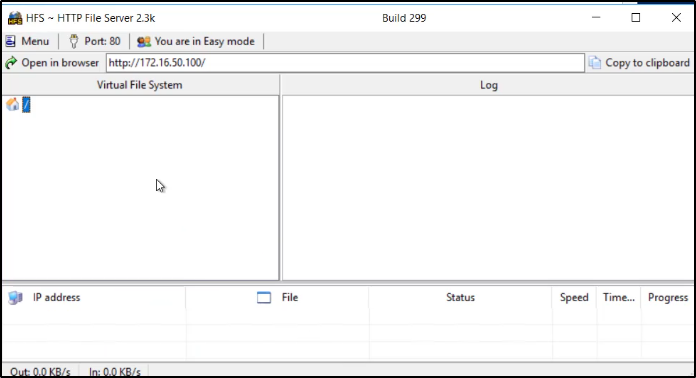 HFS ~ HTTP File Server 2.3k Build 299
Menu Port: 80 You are in Easy mode
Open in browser http://172.16.50.100/ Copy to clipboard
Virtual File System Log
/
IP address File Status Speed Time... Progress
Out: 0.0 KB/s In: 0.0 KB/s